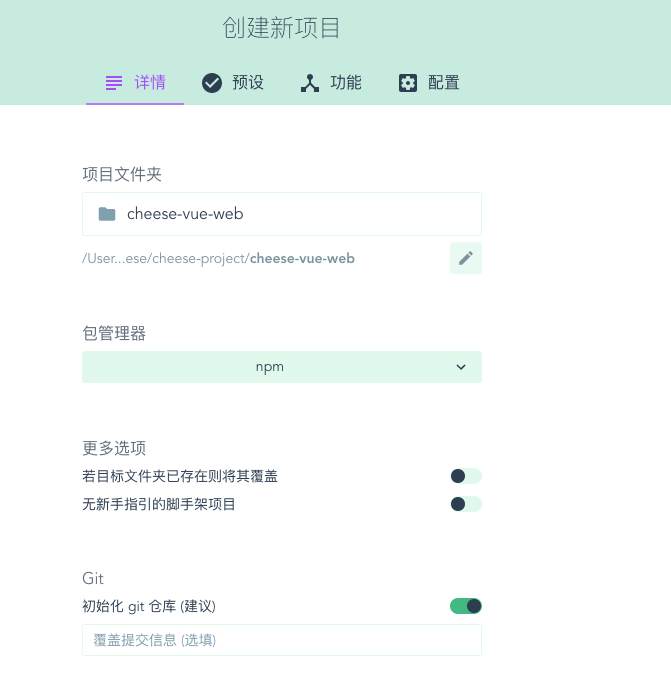 创建新项目
详情 预设 功能 配置
项目文件夹
cheese-vue-web
/User...ese/cheese-project/cheese-vue-web
包管理器
npm
更多选项
若目标文件夹已存在则将其覆盖
无新手指引的脚手架项目
Git
初始化 git 仓库 (建议)
覆盖提交信息 (选填)